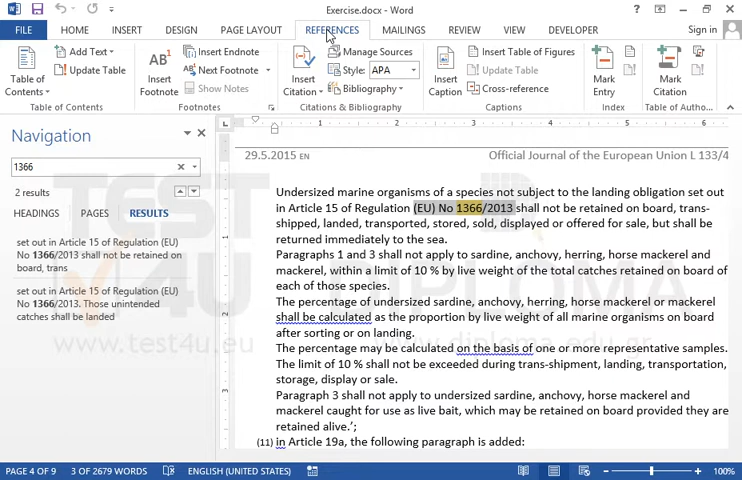 Exercise.docx - Word
FILE HOME INSERT DESIGN PAGE LAYOUT REFERENCES MAILINGS REVIEW VIEW DEVELOPER Sign in
Table of Contents
Add Text
Update Table
Table of Contents
AB1
Insert Footnote
Insert Endnote
Next Footnote
Show Notes
Footnotes
Insert Citation
Manage Sources
Style: APA
Bibliography
Citations & Bibliography
Insert Caption
Insert Table of Figures
Update Table
Cross-reference
Captions
Mark Entry
Index
Mark Citation
Table of Autho...
Navigation
1366
2 results
HEADINGS PAGES RESULTS
set out in Article 15 of Regulation (EU)
No 1366/2013 shall not be retained on
board, trans
set out in Article 15 of Regulation (EU)
No 1366/2013. Those unintended
catches shall be landed
29.5.2015 EN Official Journal of the European Union L 133/4
Undersized marine organisms of a species not subject to the landing obligation set out
in Article 15 of Regulation (EU) No 1366/2013 shall not be retained on board, trans-
shipped, landed, transported, stored, sold, displayed or offered for sale, but shall be
returned immediately to the sea.
Paragraphs 1 and 3 shall not apply to sardine, anchovy, herring, horse mackerel and
mackerel, within a limit of 10 % by live weight of the total catches retained on board of
each of those species.
The percentage of undersized sardine, anchovy, herring, horse mackerel or mackerel
shall be calculated as the proportion by live weight of all marine organisms on board
after sorting or on landing.
The percentage may be calculated on the basis of one or more representative samples.
The limit of 10 % shall not be exceeded during trans-shipment, landing, transportation,
storage, display or sale.
Paragraph 3 shall not apply to undersized sardine, anchovy, herring, horse mackerel and
mackerel caught for use as live bait, which may be retained on board provided they are
retained alive.';
(11) in Article 19a, the following paragraph is added:
TEST4U DIPLOMA
www.test4u.eu www.diploma.edu.gr
PAGE 4 OF 9 3 OF 2679 WORDS ENGLISH (UNITED STATES) 100%